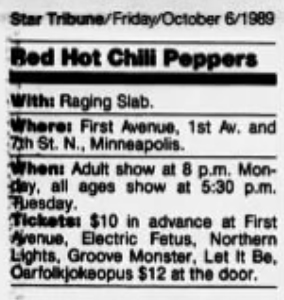 Star Tribune/Friday/October 6/1989
Red Hot Chili Peppers
With: Raging Slab.
Where: First Avenue, 1st Av. and
7th St. N., Minneapolis.
When: Adult show at 8 p.m. Mon-
day, all ages show at 5:30 p.m.
Tuesday.
Tickets: $10 in advance at First
Avenue, Electric Fetus, Northern
Lights, Groove Monster, Let It Be,
Oarfolkjokeopus $12 at the door.